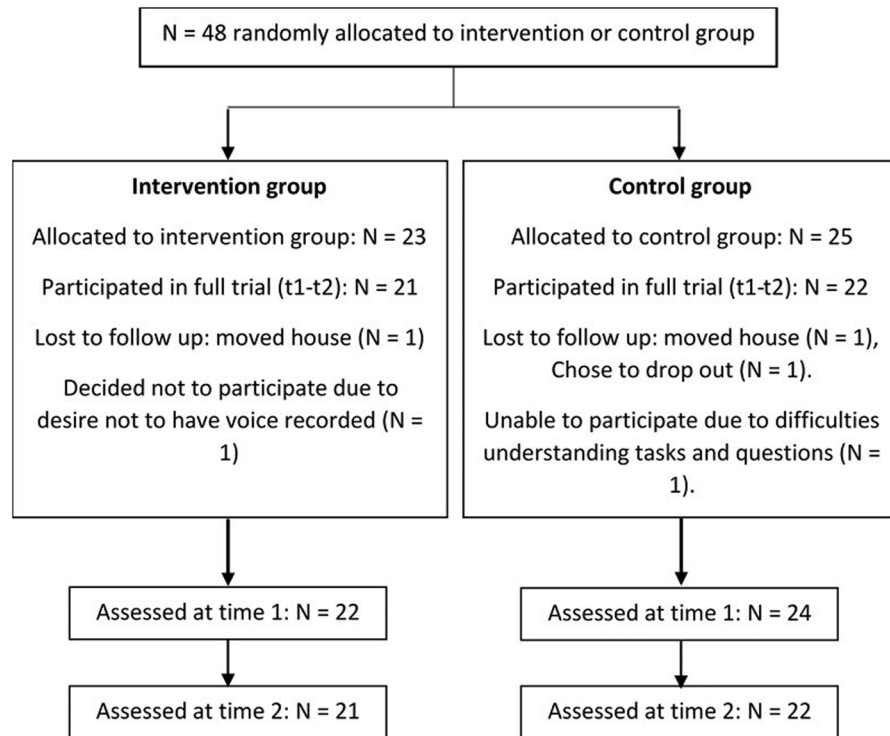 N = 48 randomly allocated to intervention or control group
Intervention group
Allocated to intervention group: N = 23
Participated in full trial (t1-t2): N = 21
Lost to follow up: moved house (N = 1)
Decided not to participate due to
desire not to have voice recorded (N =
1)
Control group
Allocated to control group: N = 25
Participated in full trial (t1-t2): N = 22
Lost to follow up: moved house (N = 1),
Chose to drop out (N = 1).
Unable to participate due to difficulties
understanding tasks and questions (N =
1).
Assessed at time 1: N = 22
Assessed at time 1: N = 24
Assessed at time 2: N = 21
Assessed at time 2: N = 22